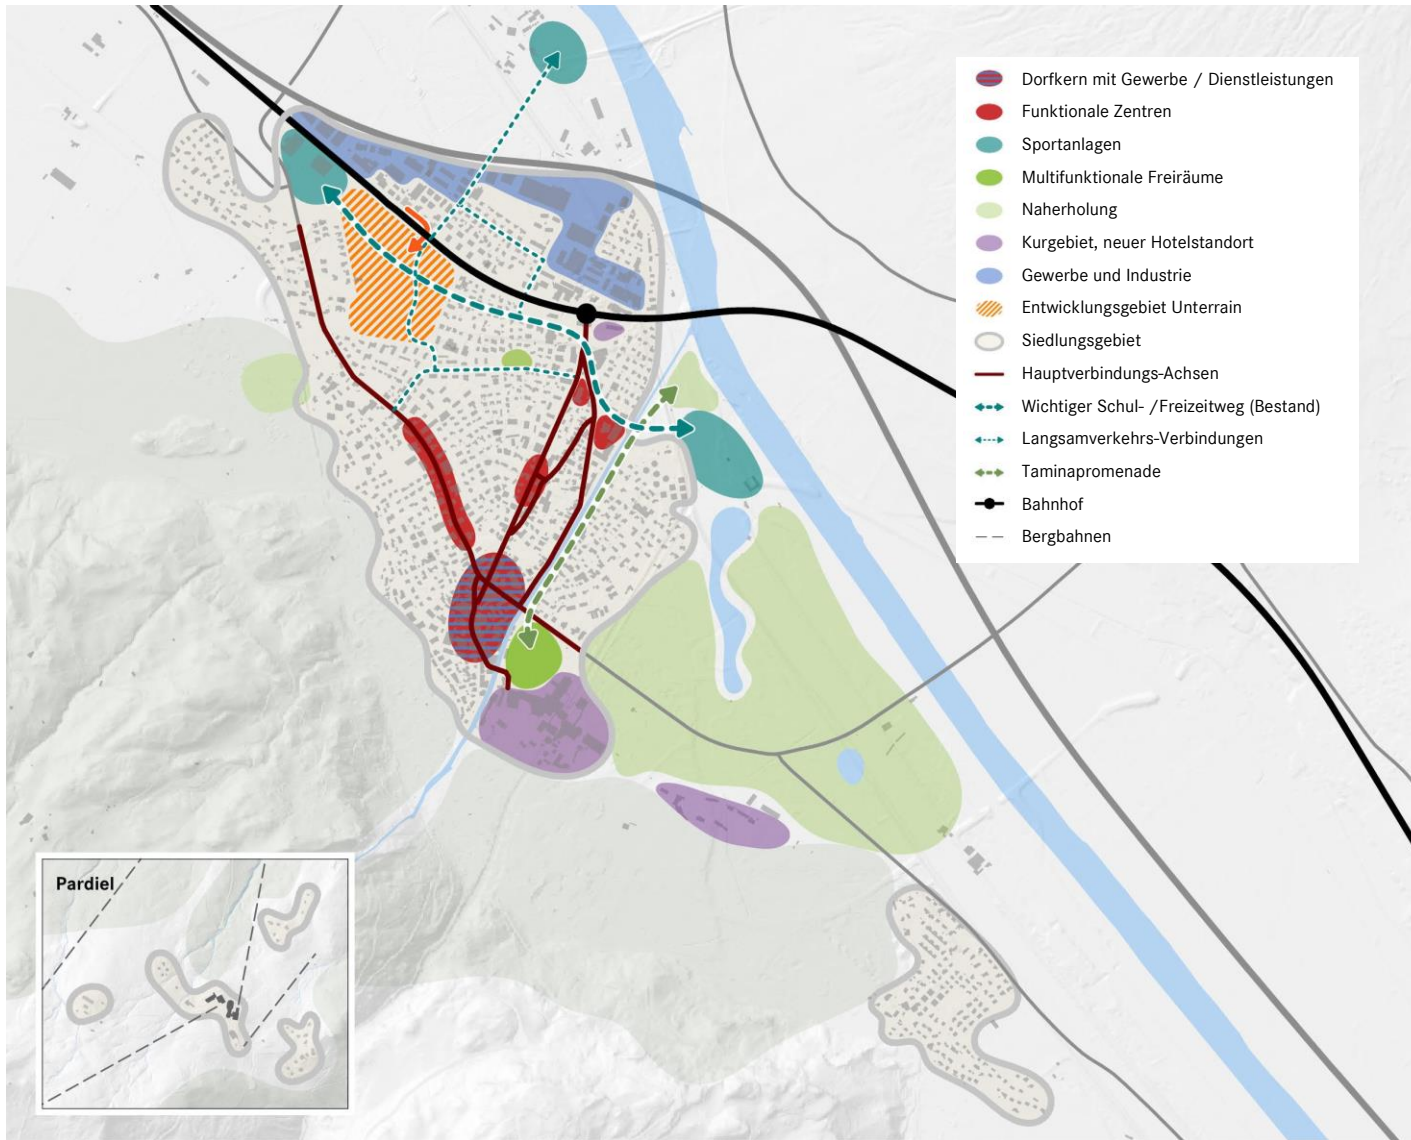 Dorfkern mit Gewerbe / Dienstleistungen
Funktionale Zentren
Sportanlagen
Multifunktionale Freiräume
Naherholung
Kurgebiet, neuer Hotelstandort
Gewerbe und Industrie
Entwicklungsgebiet Unterrain
Siedlungsgebiet
Hauptverbindungs-Achsen
Wichtiger Schul- /Freizeitweg (Bestand)
Langsamverkehrs-Verbindungen
Taminapromenade
Bahnhof
Bergbahnen
Pardiel